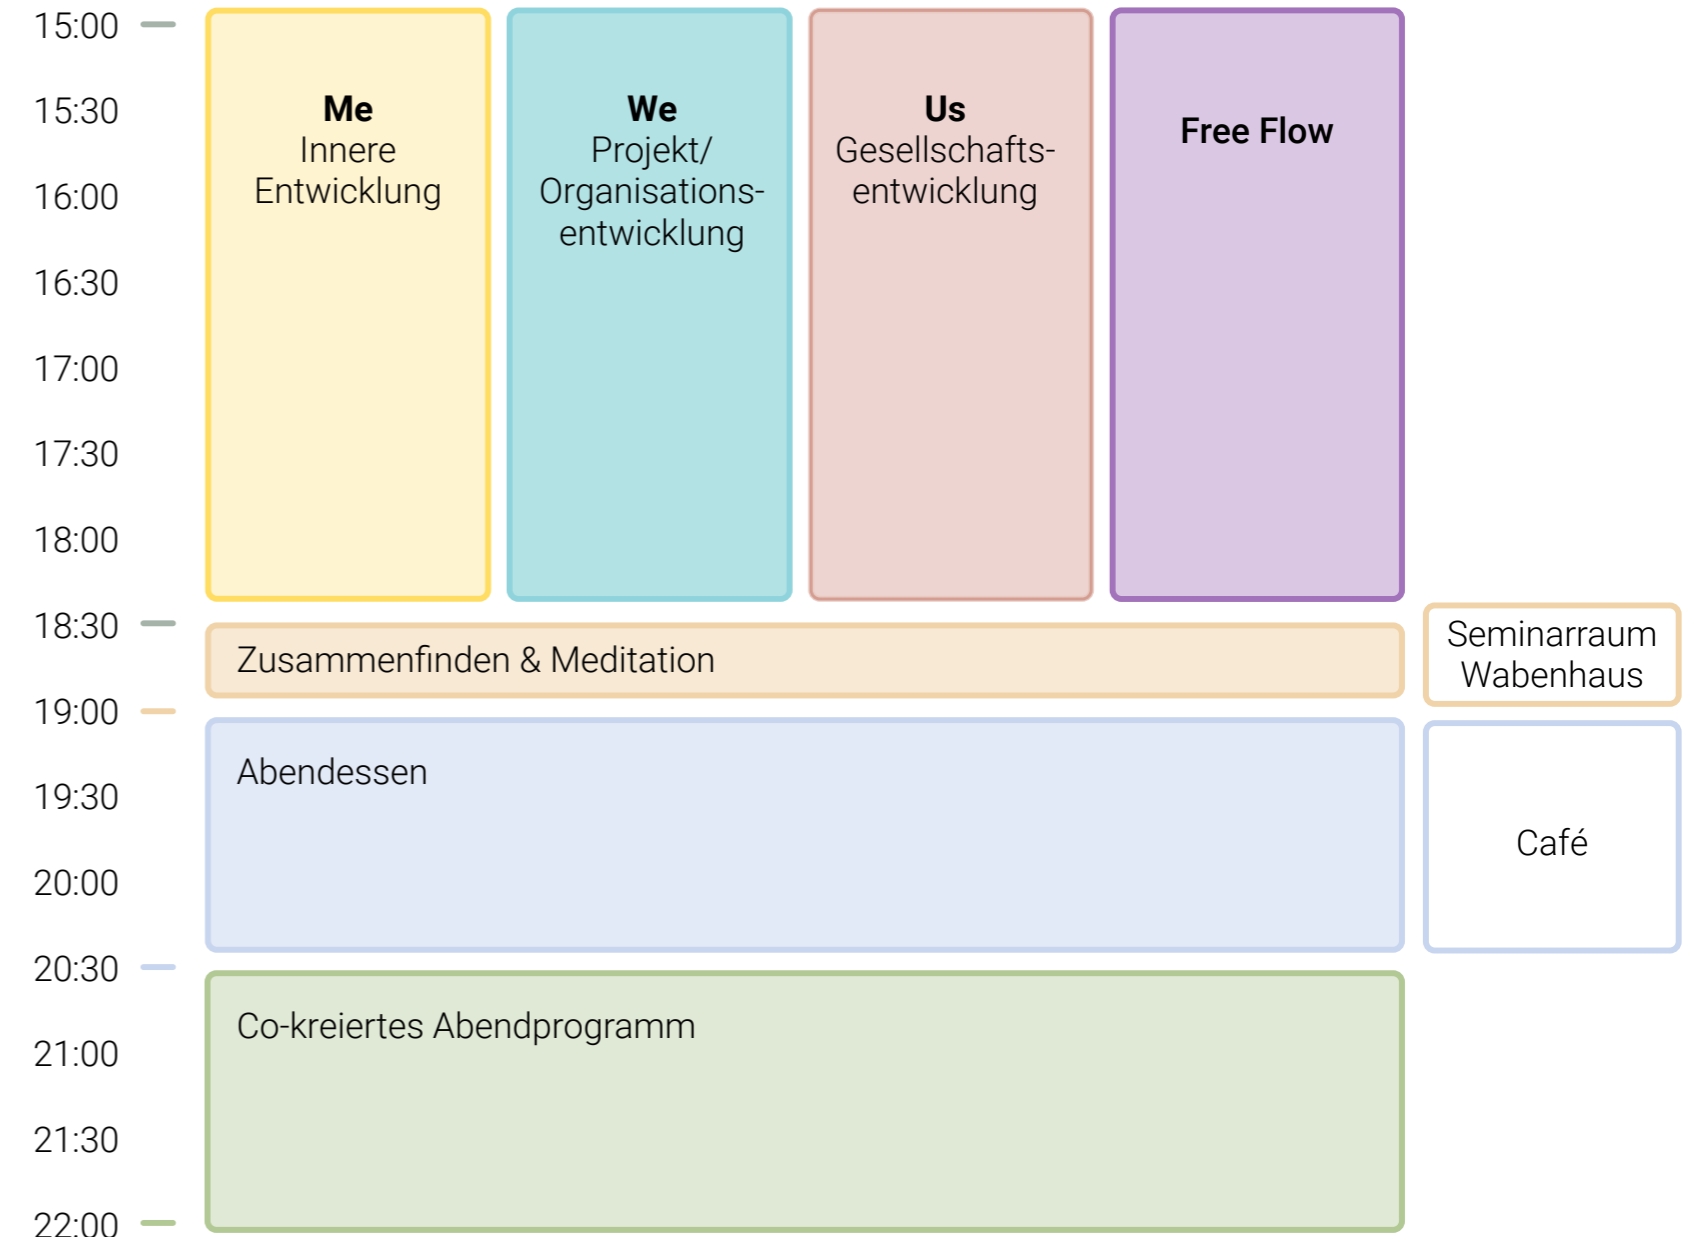 15:00
15:30
16:00
16:30
17:00
17:30
18:00
18:30
19:00
19:30
20:00
20:30
21:00
21:30
22:00
Me
Innere
Entwicklung
We
Projekt/
Organisations-
entwicklung
Us
Gesellschafts-
entwicklung
Free Flow
Zusammenfinden & Meditation
Seminarraum
Wabenhaus
Abendessen
Café
Co-kreiertes Abendprogramm